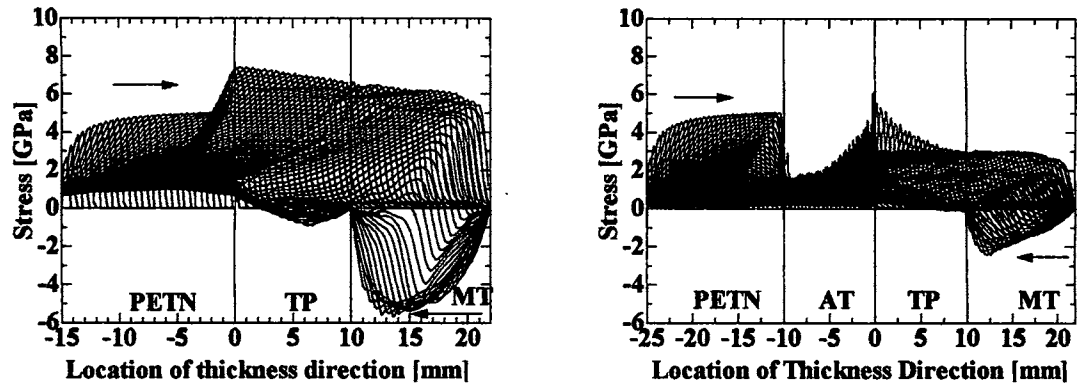 10
8
6
4
2
0
-2
-4
-6
Stress [GPa]
PETN
TP
MT
-15 -10 -5 0 5 10 15 20
Location of thickness direction [mm]
10
8
6
4
2
0
-2
-4
-6
Stress [GPa]
PETN
AT
TP
MT
-25 -20 -15 -10 -5 0 5 10 15 20
Location of Thickness Direction [mm]